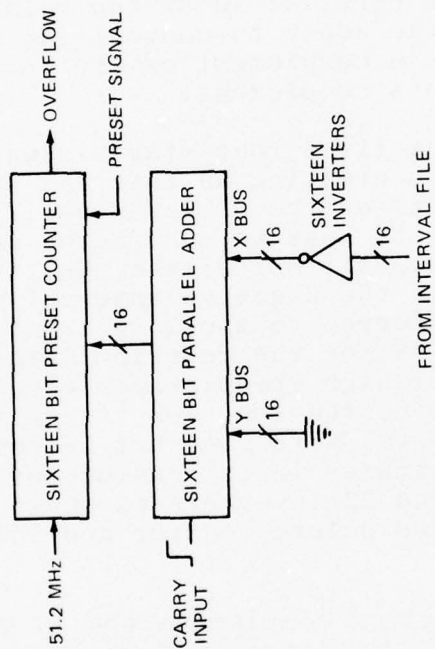 51.2 MHz
SIXTEEN BIT PRESET COUNTER
OVERFLOW
PRESET SIGNAL
16
CARRY
INPUT
SIXTEEN BIT PARALLEL ADDER
Y BUS
16
X BUS
16
SIXTEEN
INVERTERS
16
FROM INTERVAL FILE